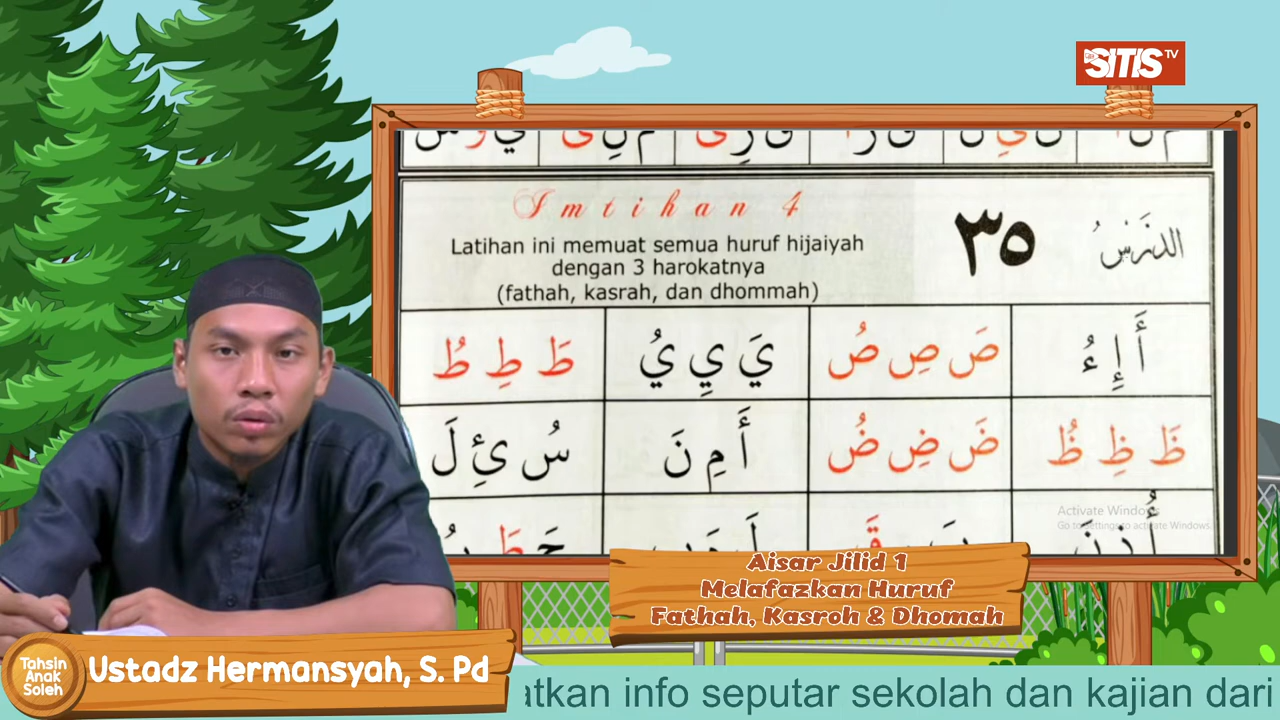 SITIS TV
Imtihan 4
Latihan ini memuat semua huruf hijaiyah
dengan 3 harokatnya
(fathah, kasrah, dan dhommah)
الدَّرْسُ ٣٥
أَ إِ ءُ
صَ صِ صُ
يَ يِ يُ
طَ طِ طُ
ظَ ظِ ظُ
ضَ ضِ ضُ
أَ مِ نَ
سُ ئِ لَ
Activate Windows
Go to Settings to activate Windows.
Aisar Jilid 1
Melafazkan Huruf
Fathah, Kasroh & Dhomah
Tahsin
Anak
Soleh
Ustadz Hermansyah, S. Pd
atkan info seputar sekolah dan kajian dari